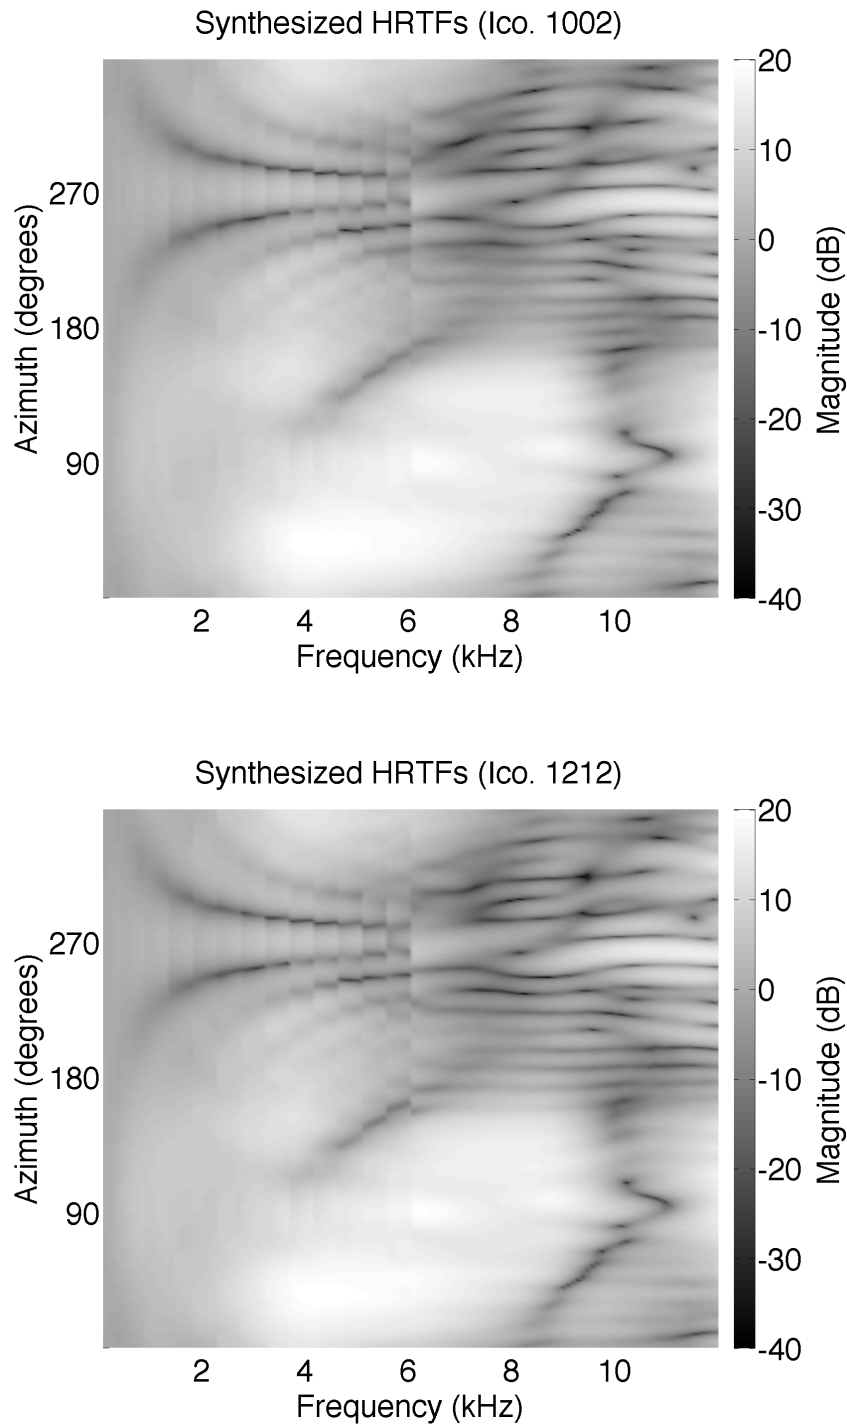 Synthesized HRTFs (Ico. 1002)
Azimuth (degrees)
270
180
90
2 4 6 8 10
Frequency (kHz)
20
10
0
-10
-20
-30
-40
Magnitude (dB)
Synthesized HRTFs (Ico. 1212)
Azimuth (degrees)
270
180
90
2 4 6 8 10
Frequency (kHz)
20
10
0
-10
-20
-30
-40
Magnitude (dB)